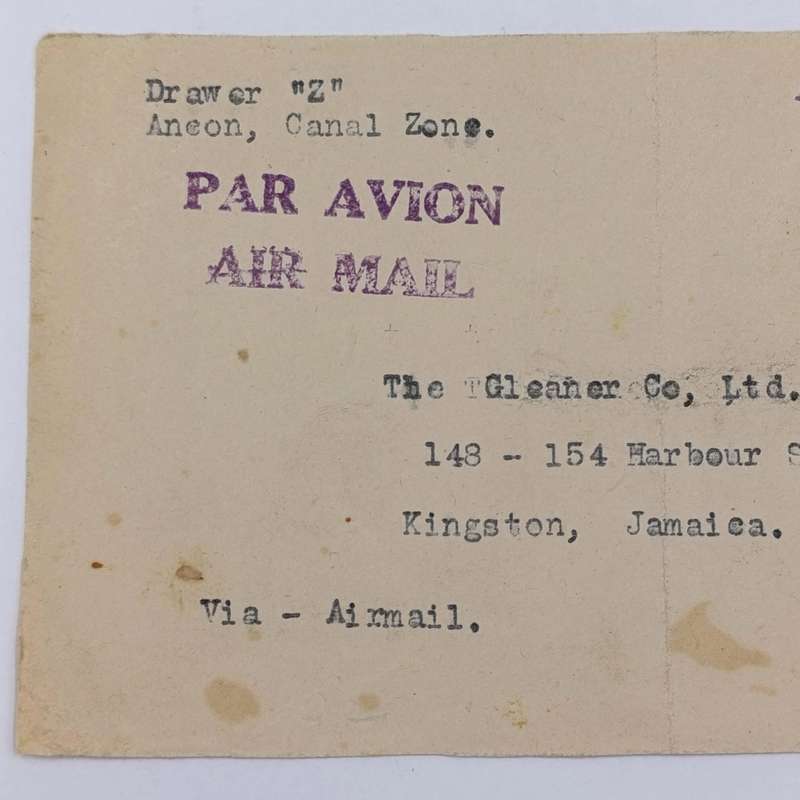 Drawer "Z"
Ancon, Canal Zone.
PAR AVION
AIR MAIL
The Gleaner Co, Ltd.
148 - 154 Harbour S
Kingston, Jamaica.
Via - Airmail.